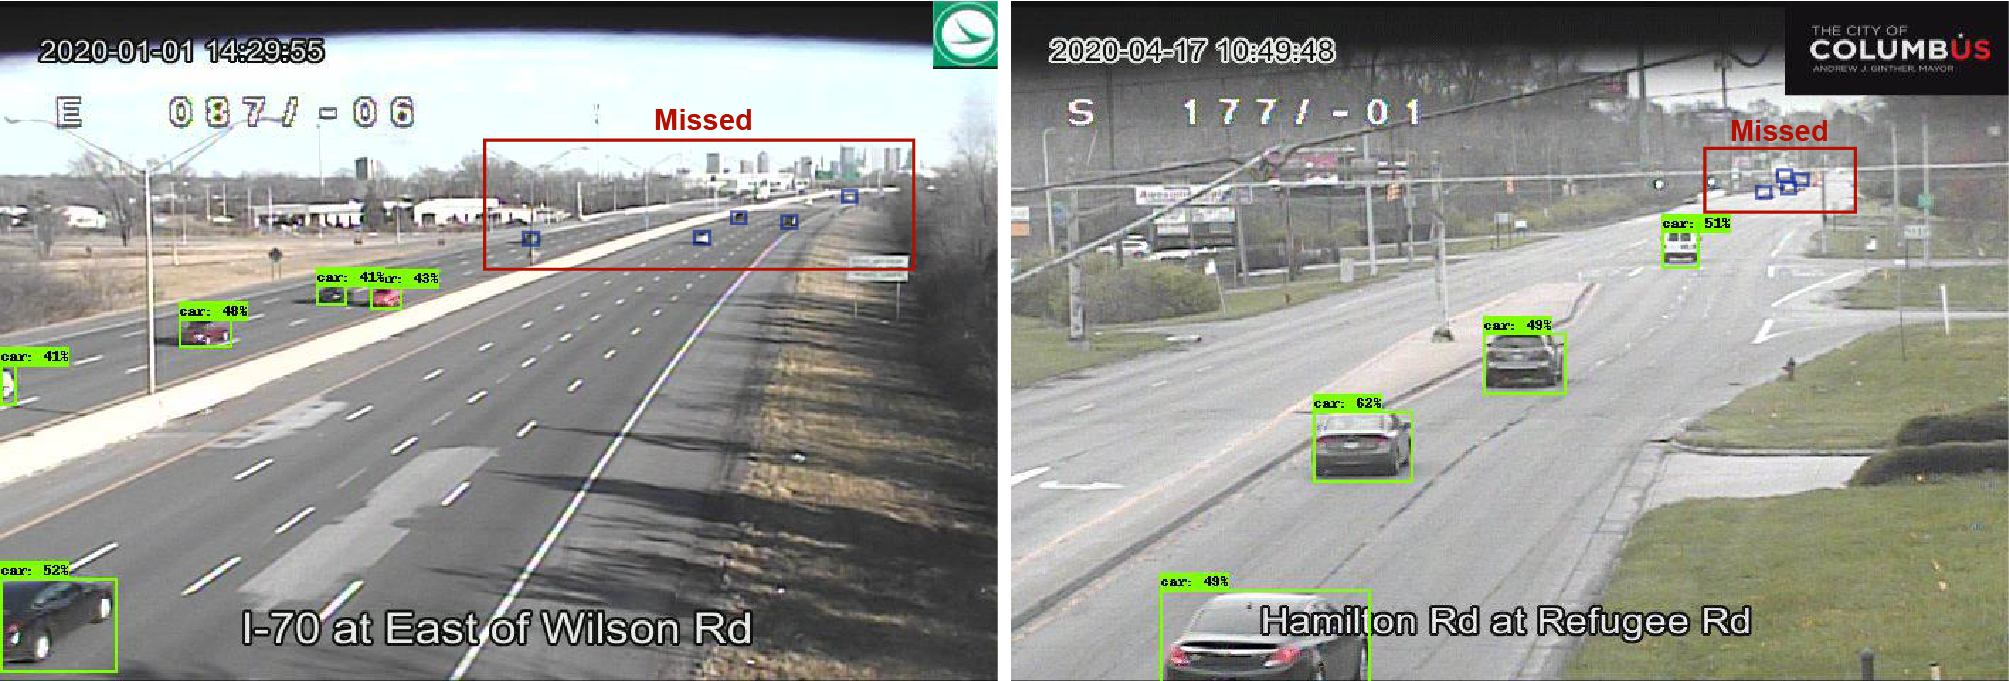 2020-01-01 14:29:55
E 087/-06
Missed
car: 41%
43%
car: 48%
car: 41%
car: 52%
I-70 at East of Wilson Rd
THE CITY OF
COLUMBUS
ANDREW J. GINTHER, MAYOR
2020-04-17 10:49:48
S 177/-01
Missed
car: 51%
car: 49%
car: 62%
car: 49%
Hamilton Rd at Refugee Rd